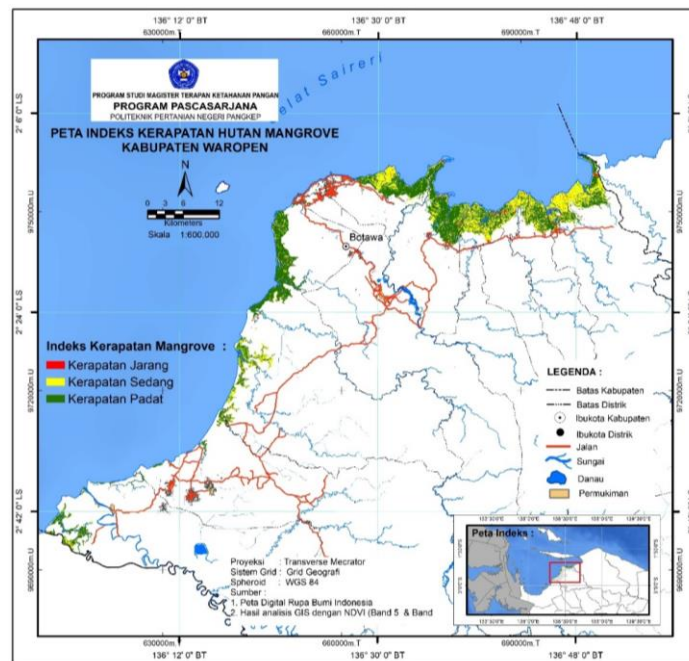 136° 12' 0" BT
136° 30' 0" BT
136° 48' 0" BT
630000m.T
660000m.T
690000m.T
PROGRAM STUDI MAGISTER TERAPAN KETAHANAN PANGAN
PROGRAM PASCASARJANA
POLITEKNIK PERTANIAN NEGERI PANGKEP
PETA INDEKS KERAPATAN HUTAN MANGROVE
KABUPATEN WAROPEN
N
0 3 6 12
Kilometers
Skala 1:600.000
Saireri
Botawa
2° 6' 0" LS
9750000m.U
9750000m.U
2° 24' 0" LS
Indeks Kerapatan Mangrove :
Kerapatan Jarang
Kerapatan Sedang
Kerapatan Padat
9720000m.U
2° 42' 0" LS
9690000m.U
LEGENDA :
Batas Kabupaten
Batas Distrik
Ibukota Kabupaten
Ibukota Distrik
Jalan
Sungai
Danau
Permukiman
Peta Indeks :
Proyeksi : Transverse Mecrator
Sistem Grid : Grid Geografi
Spheroid : WGS 84
Sumber :
1. Peta Digital Rupa Bumi Indonesia
2. Hasil analisis GIS dengan NDVI (Band 5 & Band
630000m.T
660000m.T
690000m.T
136° 12' 0" BT
136° 30' 0" BT
136° 48' 0" BT